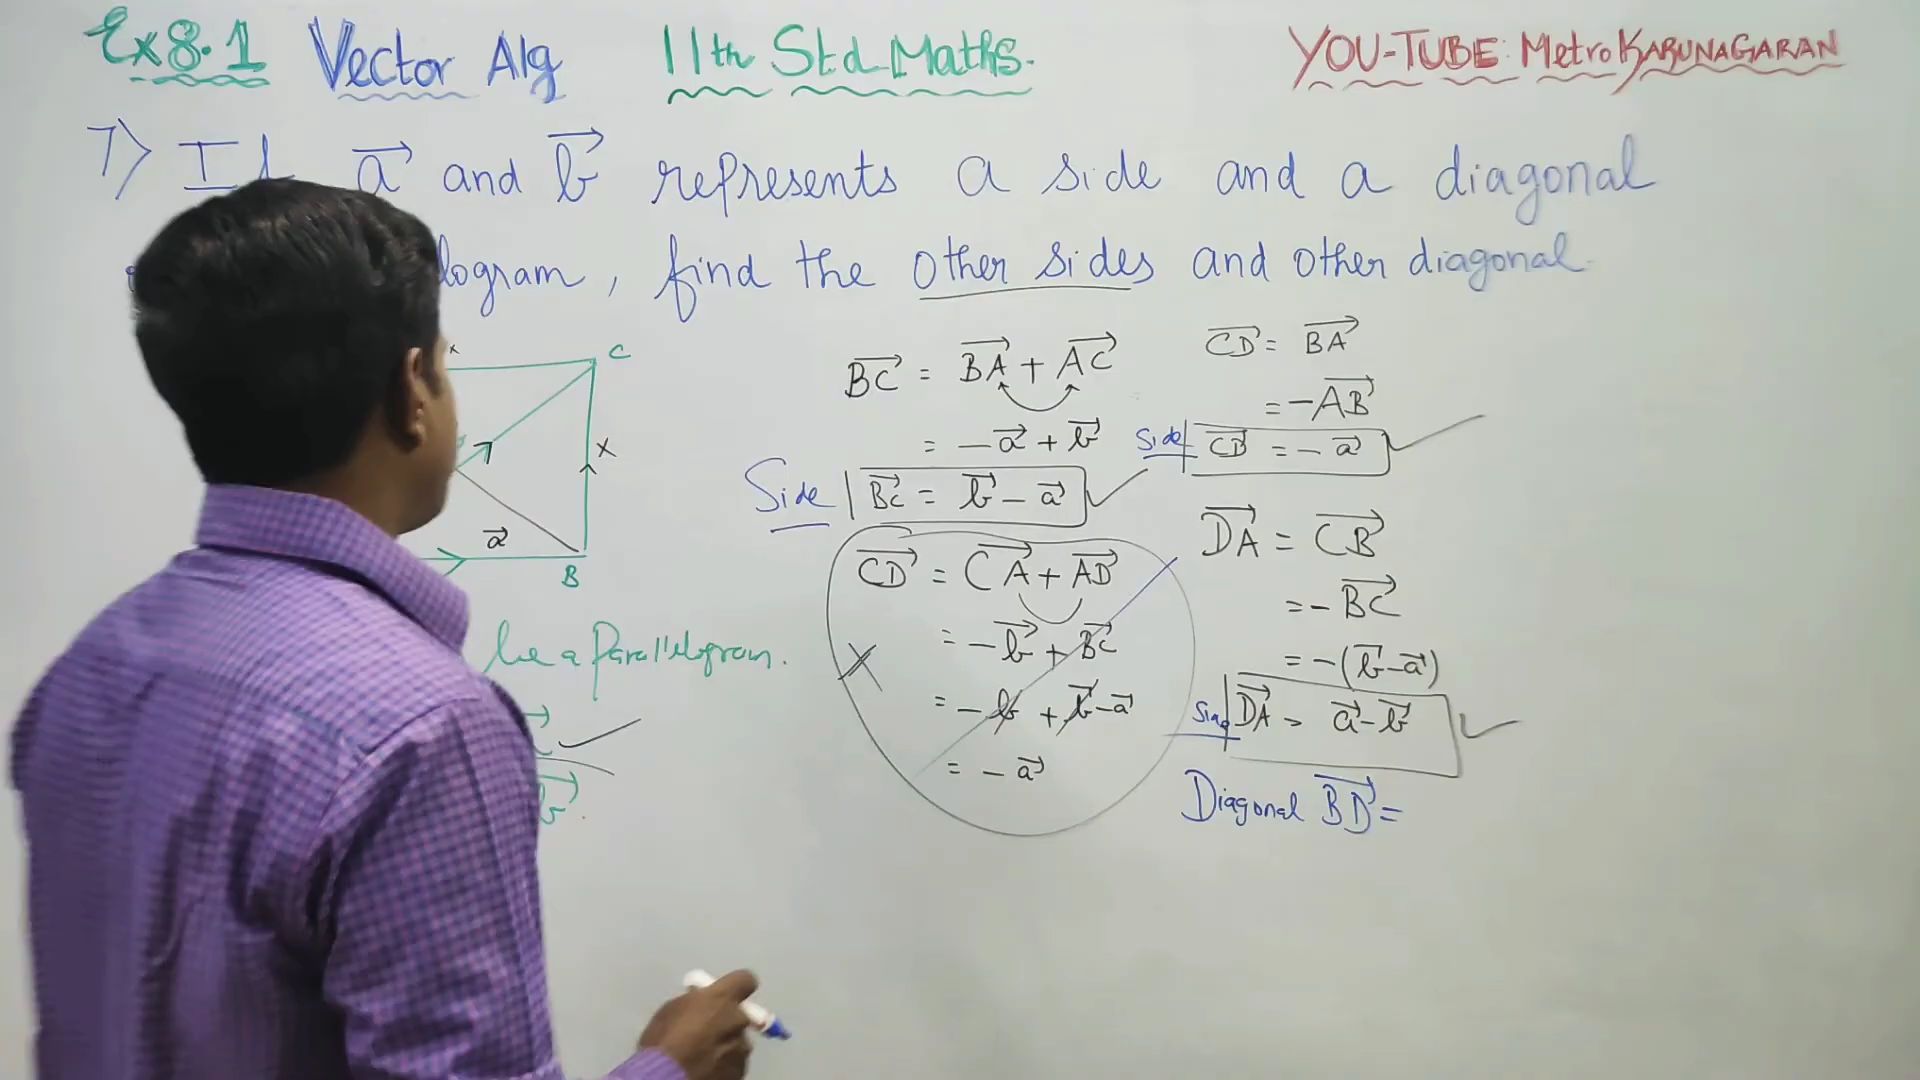 Ex 8.1 Vector Alg 11th Std Maths. YOU-TUBE: Metro KARUNAGARAN
7) If a⃗ and b⃗ represents a side and a diagonal
logram, find the other sides and other diagonal.
C
x
x
a⃗
B
be a Parallelogram.
b⃗.
BC⃗ = BA⃗ + AC⃗
= -a⃗ + b⃗
Side BC⃗ = b⃗ - a⃗
CD⃗ = CA⃗ + AD⃗
= -b⃗ + BC⃗
= -b⃗ + b⃗ - a⃗
= -a⃗
CD⃗ = BA⃗
= -AB⃗
Side CD⃗ = -a⃗
DA⃗ = CB⃗
= -BC⃗
= -(b⃗ - a⃗)
DA⃗ = a⃗ - b⃗
Diagonal BD⃗ =